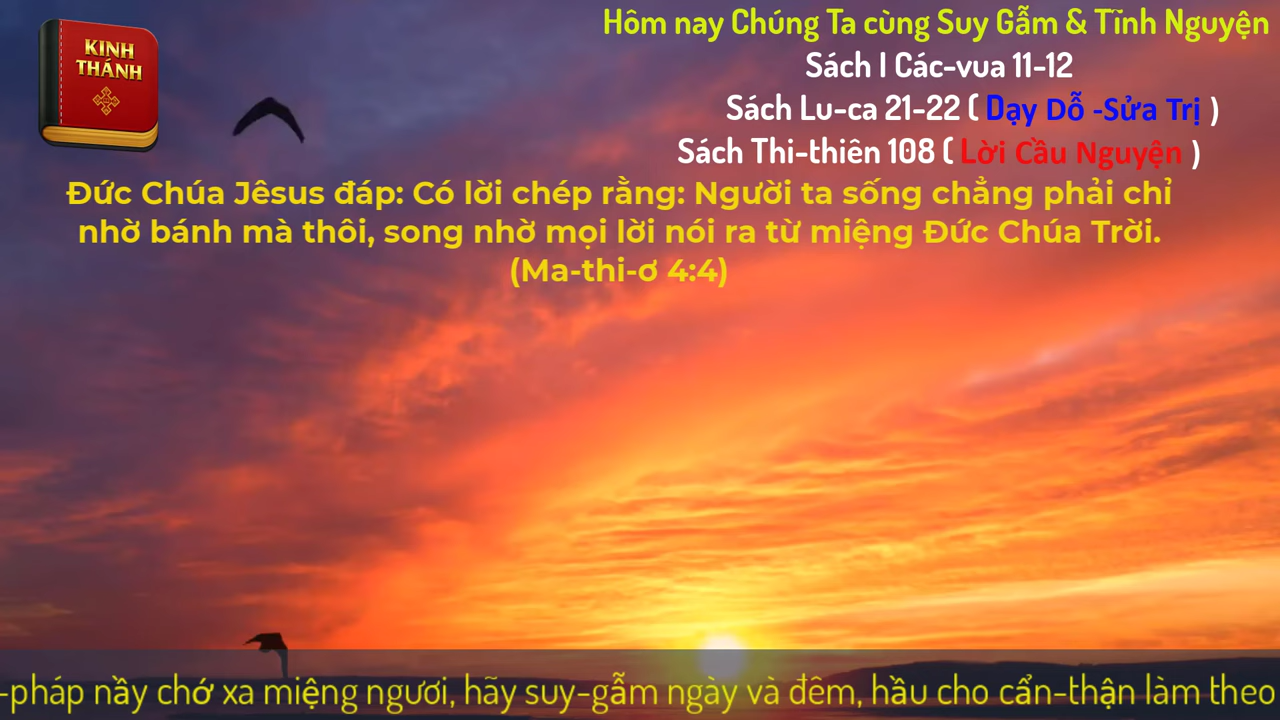 KINH
THÁNH
Hôm nay Chúng Ta cùng Suy Gẫm & Tĩnh Nguyện
Sách I Các-vua 11-12
Sách Lu-ca 21-22 ( Dạy Dỗ -Sửa Trị )
Sách Thi-thiên 108 ( Lời Cầu Nguyện )
Đức Chúa Jêsus đáp: Có lời chép rằng: Người ta sống chẳng phải chỉ
nhờ bánh mà thôi, song nhờ mọi lời nói ra từ miệng Đức Chúa Trời.
(Ma-thi-ơ 4:4)
-pháp nầy chớ xa miệng ngươi, hãy suy-gẫm ngày và đêm, hầu cho cẩn-thận làm theo